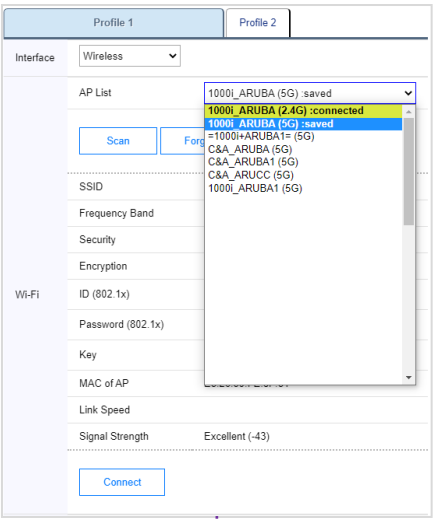 Profile 1
Profile 2
Interface
Wireless
AP List
1000i_ARUBA (5G) :saved
1000i_ARUBA (2.4G) :connected
1000i_ARUBA (5G) :saved
=1000i+ARUBA1= (5G)
C&A_ARUBA (5G)
C&A_ARUBA1 (5G)
C&A_ARUCC (5G)
1000i_ARUBA1 (5G)
Scan
SSID
Frequency Band
Security
Encryption
Wi-Fi
ID (802.1x)
Password (802.1x)
Key
MAC of AP
Link Speed
Signal Strength
Excellent (-43)
Connect